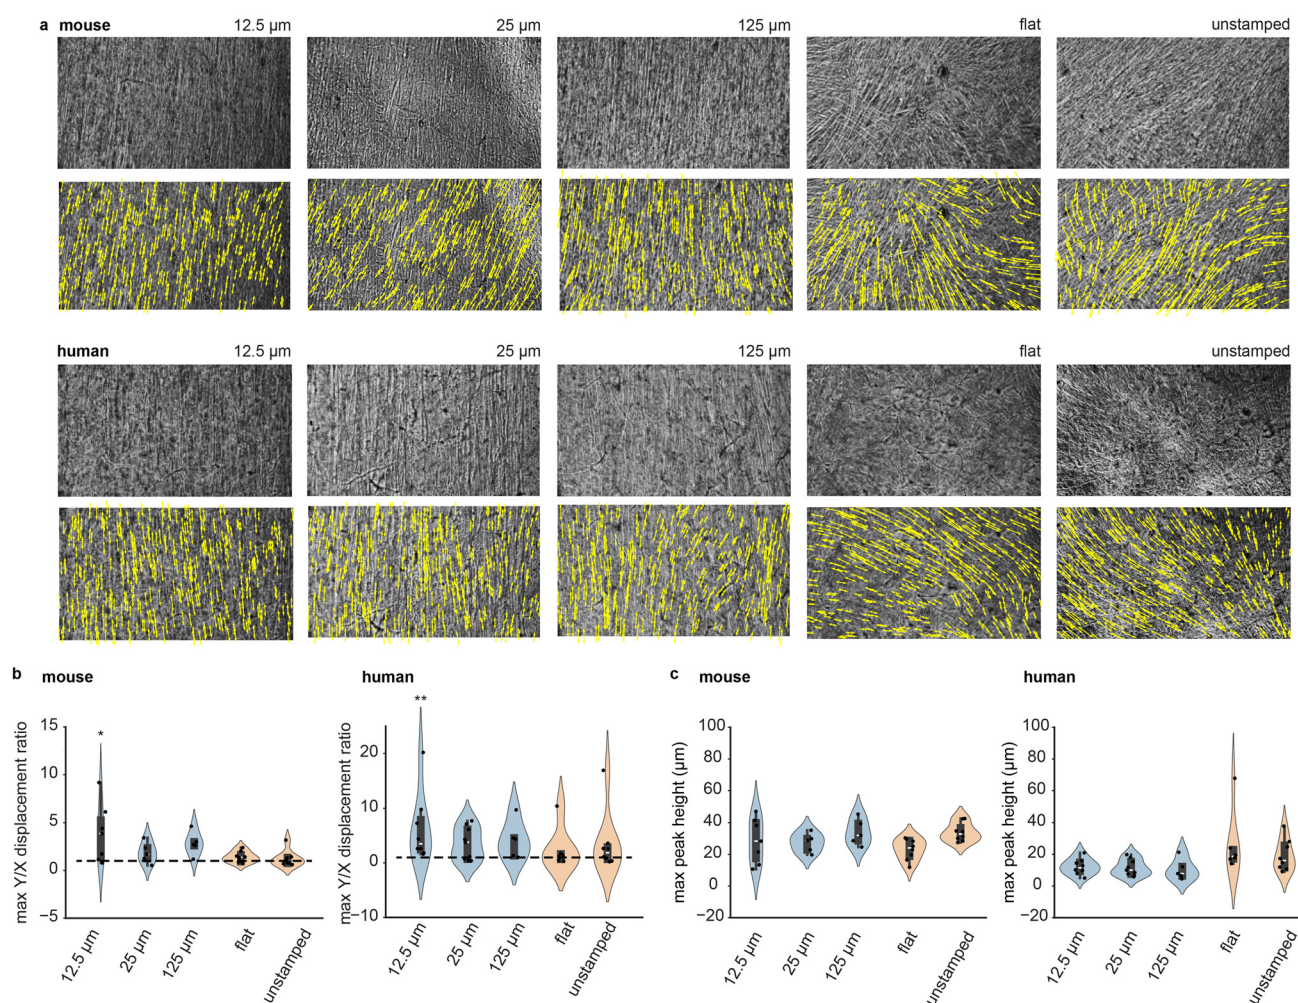 a mouse 12.5 µm 25 µm 125 µm flat unstamped
human 12.5 µm 25 µm 125 µm flat unstamped
b mouse human c mouse human
max Y/X displacement ratio
15
10
5
0
−5
*
12.5 µm 25 µm 125 µm flat unstamped
max Y/X displacement ratio
20
10
0
−10
**
12.5 µm 25 µm 125 µm flat unstamped
max peak height (µm)
100
80
60
40
20
0
−20
12.5 µm 25 µm 125 µm flat unstamped
max peak height (µm)
100
80
60
40
20
0
−20
12.5 µm 25 µm 125 µm flat unstamped